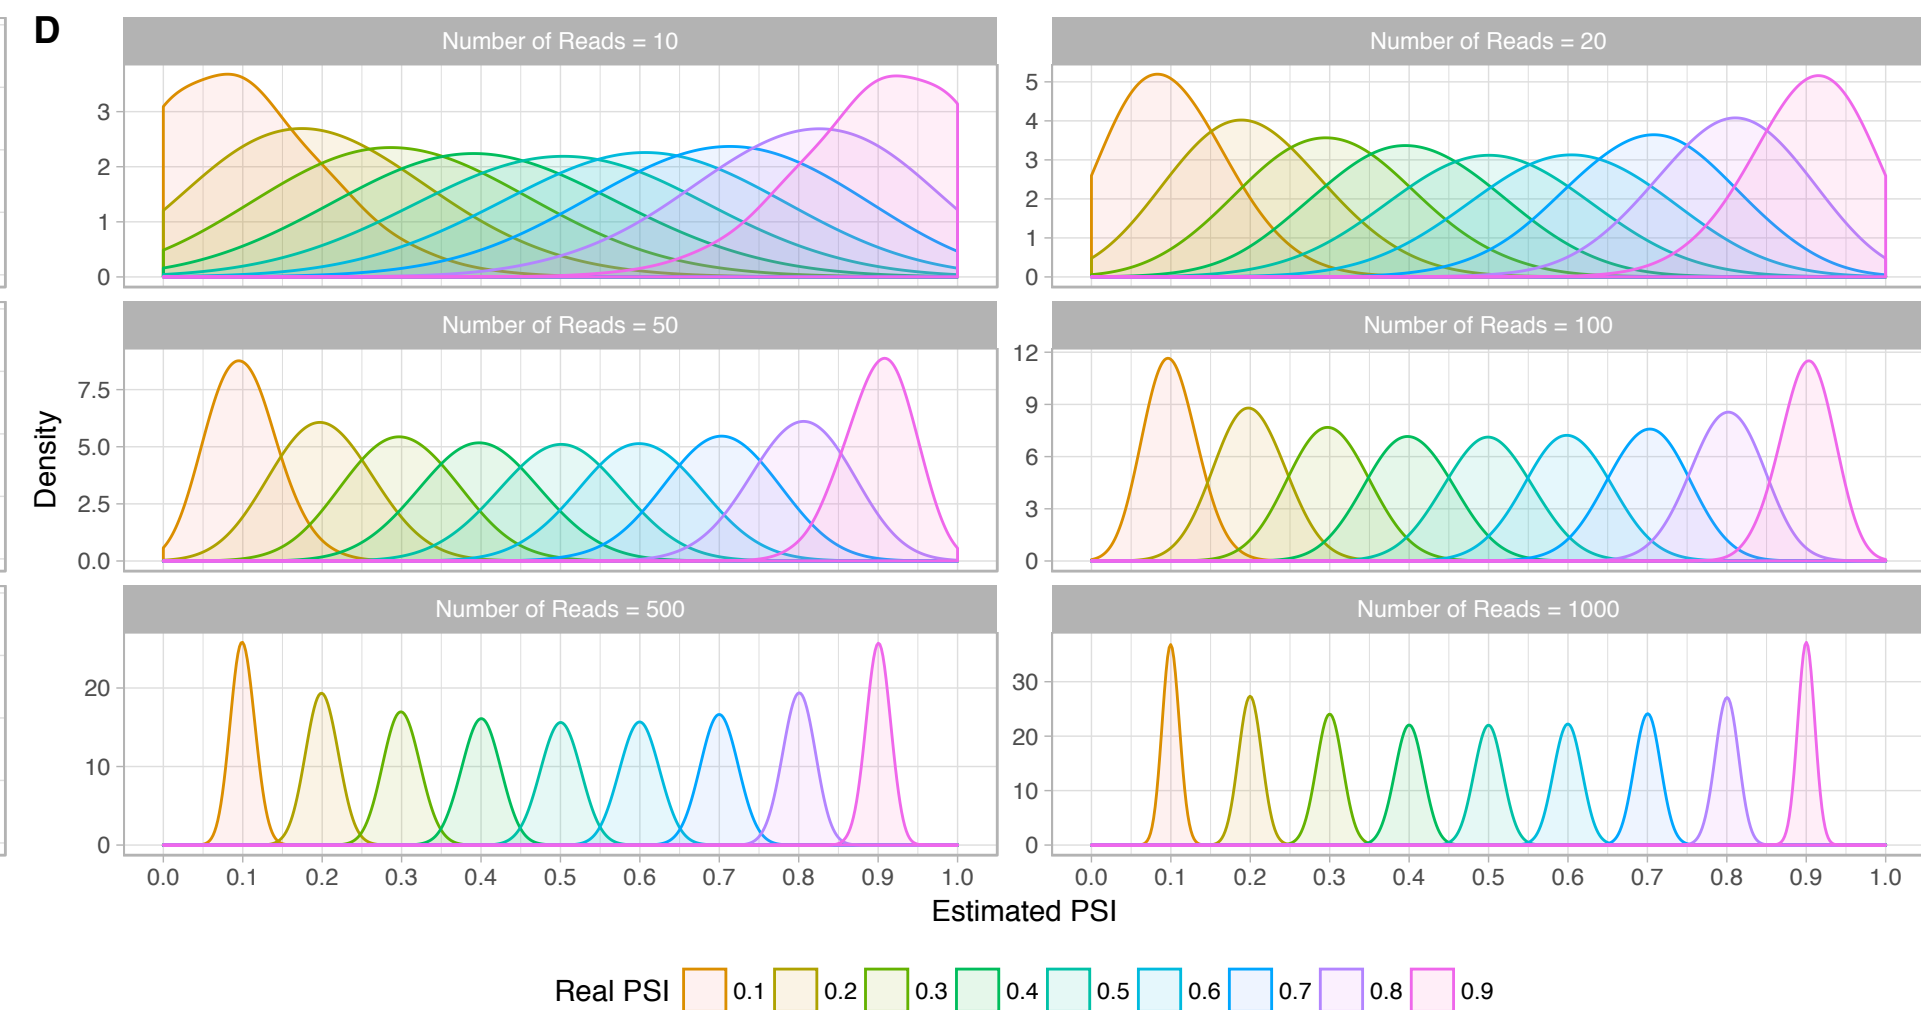 D
Number of Reads = 10
Number of Reads = 20
3
2
1
0
5
4
3
2
1
0
Number of Reads = 50
Number of Reads = 100
Density
7.5
5.0
2.5
0.0
12
9
6
3
0
Number of Reads = 500
Number of Reads = 1000
20
10
0
30
20
10
0
0.0 0.1 0.2 0.3 0.4 0.5 0.6 0.7 0.8 0.9 1.0
0.0 0.1 0.2 0.3 0.4 0.5 0.6 0.7 0.8 0.9 1.0
Estimated PSI
Real PSI 0.1 0.2 0.3 0.4 0.5 0.6 0.7 0.8 0.9